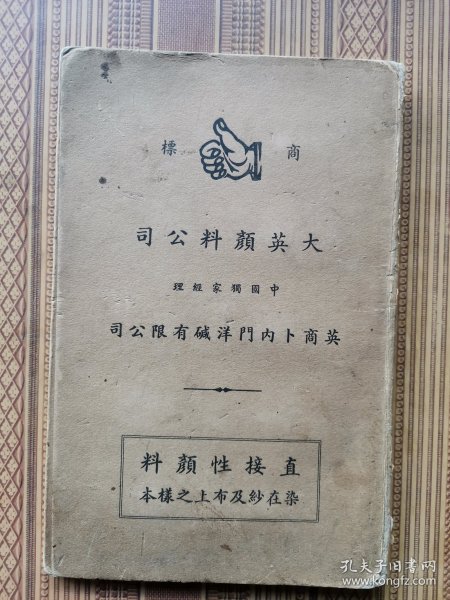 商標
大英顏料公司
中國獨家經理
英商卜內門洋碱有限公司
直接性顏料
染在紗及布上之樣本
孔夫子旧书网
www.kongfz.com